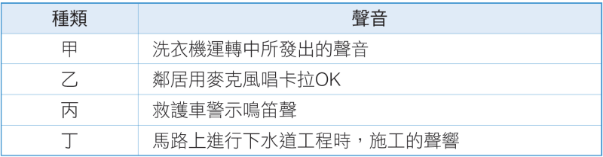 種類 聲音
甲 洗衣機運轉中所發出的聲音
乙 鄰居用麥克風唱卡拉OK
丙 救護車警示鳴笛聲
丁 馬路上進行下水道工程時，施工的聲響